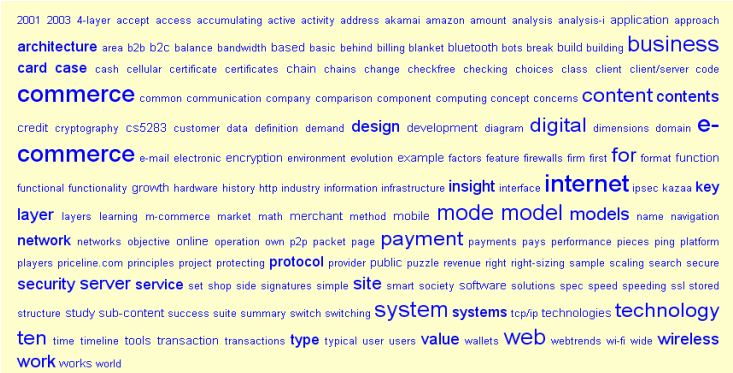 2001 2003 4-layer accept access accumulating active activity address akamai amazon amount analysis analysis-i application approach
architecture area b2b b2c balance bandwidth based basic behind billing blanket bluetooth bots break build building business
card case cash cellular certificate certificates chain chains change checkfree checking choices class client client/server code
commerce common communication company comparison component computing concept concerns content contents
credit cryptography cs5283 customer data definition demand design development diagram digital dimensions domain e-
commerce e-mail electronic encryption environment evolution example factors feature firewalls firm first for format function
functional functionality growth hardware history http industry information infrastructure insight interface internet ipsec kazaa key
layer layers learning m-commerce market math merchant method mobile mode model models name navigation
network networks objective online operation own p2p packet page payment payments pays performance pieces ping platform
players priceline.com principles project protecting protocol provider public puzzle revenue right right-sizing sample scaling search secure
security server service set shop side signatures simple site smart society software solutions spec speed speeding ssl stored
structure study sub-content success suite summary switch switching system systems tcp/ip technologies technology
ten time timeline tools transaction transactions type typical user users value wallets web webtrends wi-fi wide wireless
work works world